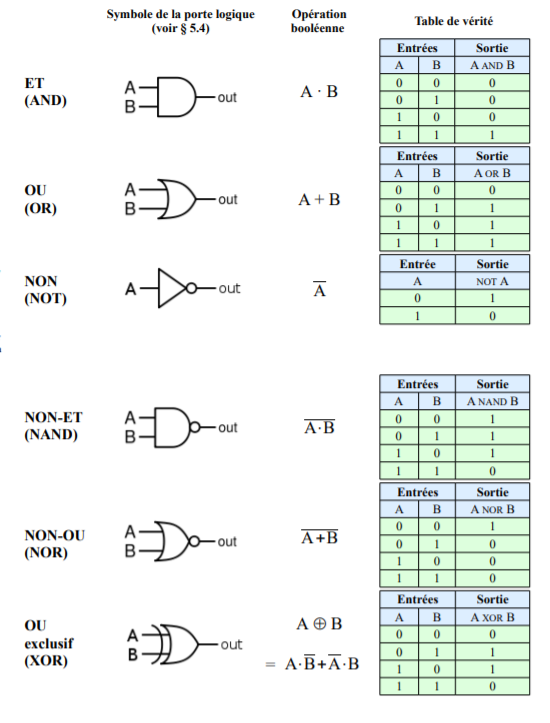 Symbole de la porte logique
(voir § 5.4)
Opération
booléenne
Table de vérité
ET
(AND)
A
B
out
A · B
Entrées Sortie
A B A AND B
0 0 0
0 1 0
1 0 0
1 1 1
OU
(OR)
A
B
out
A + B
Entrées Sortie
A B A OR B
0 0 0
0 1 1
1 0 1
1 1 1
NON
(NOT)
A
out
A̅
Entrée Sortie
A NOT A
0 1
1 0
NON-ET
(NAND)
A
B
out
A̅·̅B̅
Entrées Sortie
A B A NAND B
0 0 1
0 1 1
1 0 1
1 1 0
NON-OU
(NOR)
A
B
out
A̅+̅B̅
Entrées Sortie
A B A NOR B
0 0 1
0 1 0
1 0 0
1 1 0
OU
exclusif
(XOR)
A
B
out
A ⊕ B
= A·B̅+A̅·B
Entrées Sortie
A B A XOR B
0 0 0
0 1 1
1 0 1
1 1 0